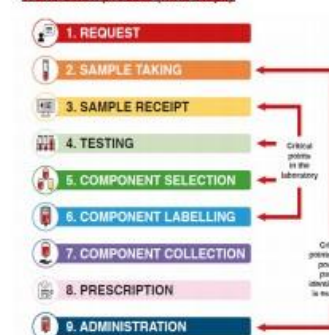 1. REQUEST
2. SAMPLE TAKING
3. SAMPLE RECEIPT
4. TESTING
5. COMPONENT SELECTION
6. COMPONENT LABELLING
7. COMPONENT COLLECTION
8. PRESCRIPTION
9. ADMINISTRATION
Critical
points
in the
laboratory